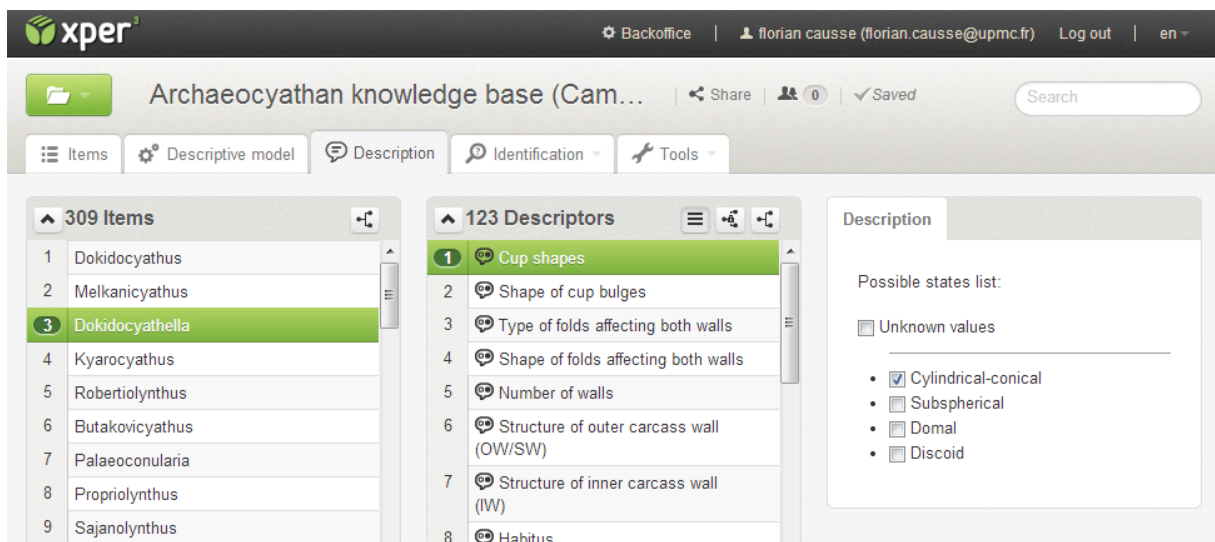 xper³
Backoffice | florian causse (florian.causse@upmc.fr) Log out | en
Archaeocyathan knowledge base (Cam... | Share | 0 | Saved
Search
Items
Descriptive model
Description
Identification
Tools
309 Items
1 Dokidocyathus
2 Melkanicyathus
3 Dokidocyathella
4 Kyarocyathus
5 Robertiolynthus
6 Butakovicyathus
7 Palaeoconularia
8 Propriolynthus
9 Sajanolynthus
123 Descriptors
1 Cup shapes
2 Shape of cup bulges
3 Type of folds affecting both walls
4 Shape of folds affecting both walls
5 Number of walls
6 Structure of outer carcass wall
(OW/SW)
7 Structure of inner carcass wall
(IW)
8 Habitus
Description
Possible states list:
Unknown values
• Cylindrical-conical
• Subspherical
• Domal
• Discoid